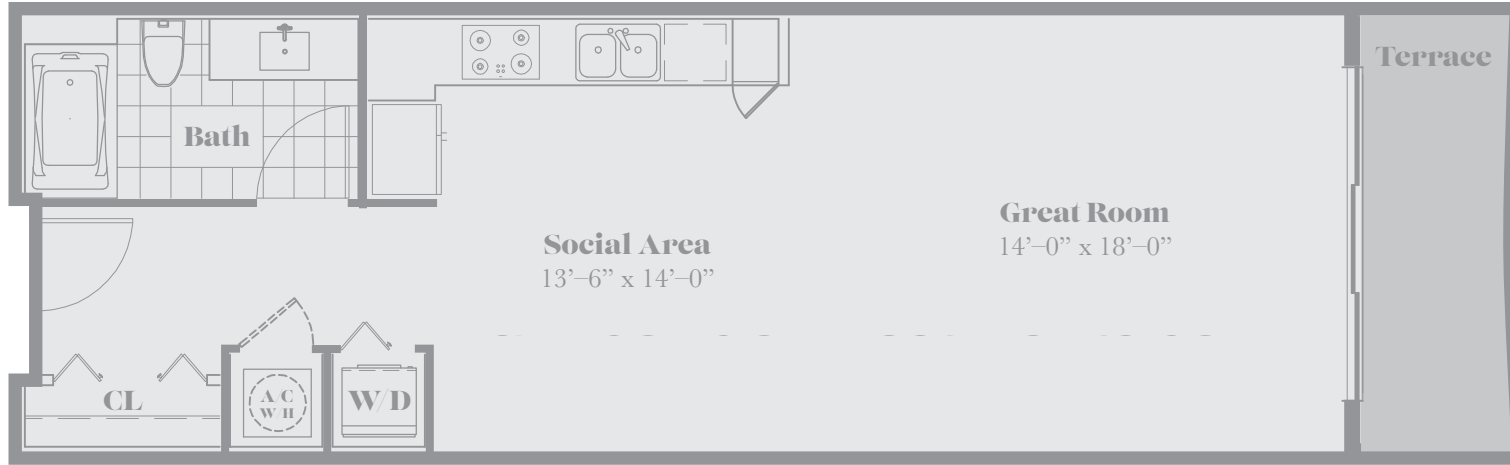 Terrace
Bath
Great Room
14’–0” x 18’–0”
Social Area
13’–6” x 14’–0”
CL
A/C
W/H
W/D